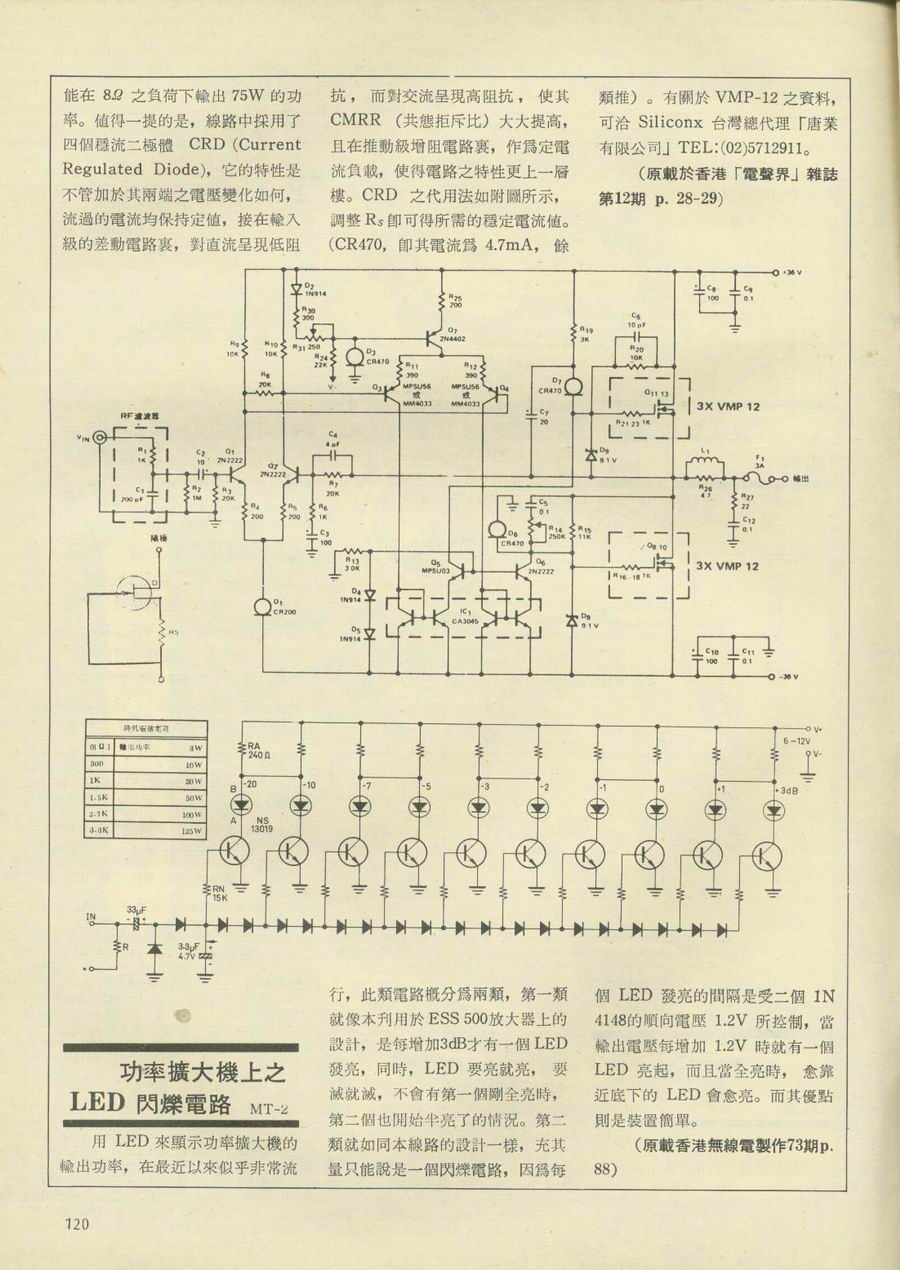 能在 8Ω 之負荷下輸出 75W 的功
率。值得一提的是，線路中採用了
四個穩流二極體 CRD (Current
Regulated Diode)，它的特性是
不管加於其兩端之電壓變化如何，
流過的電流均保持定值，接在輸入
級的差動電路裏，對直流呈現低阻
抗，而對交流呈現高阻抗，使其
CMRR （共態拒斥比）大大提高，
且在推動級增阻電路裏，作爲定電
流負載，使得電路之特性更上一層
樓。CRD 之代用法如附圖所示，
調整 Rs 卽可得所需的穩定電流値。
(CR470, 卽其電流爲 4.7mA, 餘
類推）。有關於 VMP-12 之資料，
可洽 Siliconx 台灣總代理「唐業
有限公司」TEL:(02)5712911。
（原載於香港「電聲界」雜誌
第12期 p. 28-29)
+36 V
D2
1N914
R30
300
R31 250
R24
22K
V-
D3
CR470
R25
200
Q7
2N4402
R9
10K
R10
10K
R8
20K
R11
390
R12
390
Q3
MPSU56
或
MM4033
MPSU56
或
MM4033
Q4
R19
3K
D7
CR470
C7
20
C6
10 pF
R20
10K
C8
100
C9
0.1
Q11 13
R21 23 1K
3X VMP 12
D9
9.1 V
RF濾波器
VIN
R1
1K
C1
200 pF
C2
10
R2
1M
R3
20K
Q1
2N2222
Q2
2N2222
C4
4 pF
R7
20K
R4
200
R5
200
R6
1K
C3
100
L1
R26
4.7
F1
3A
輸出
R27
22
C12
0.1
C5
0.1
D6
CR470
R14
250K
R15
11K
Q8 10
R16-18 1K
3X VMP 12
陽極
D
RS
D1
CR200
R13
30K
D4
1N914
D5
1N914
Q5
MPSU03
Q6
2N2222
IC1
CA3045
D8
9.1 V
C10
100
C11
0.1
-36 V
0[Ω] 輸出功率 3W
300 10W
1K 30W
1.5K 50W
2.7K 100W
3.3K 125W
RA
240Ω
V+
6-12V
V-
B -20 -10 -7 -5 -3 -2 -1 0 +1 +3dB
A
NS
13019
RN
15K
IN
33μF
R
3.3μF
4.7V
功率擴大機上之
LED 閃爍電路 MT-2
用 LED 來顯示功率擴大機的
輸出功率，在最近以來似乎非常流
行，此類電路槪分爲兩類，第一類
就像本刋用於 ESS 500放大器上的
設計，是每增加3dB才有一個 LED
發亮，同時，LED 要亮就亮， 要
滅就滅，不會有第一個剛全亮時，
第二個也開始半亮了的情況。第二
類就如同本線路的設計一樣，充其
量只能說是一個閃爍電路，因爲每
個 LED 發亮的間隔是受二個 1N
4148的順向電壓 1.2V 所控制，當
輸出電壓每增加 1.2V 時就有一個
LED 亮起，而且當全亮時， 愈靠
近底下的 LED 會愈亮。而其優點
則是裝置簡單。
（原載香港無線電製作73期p.
88)
120